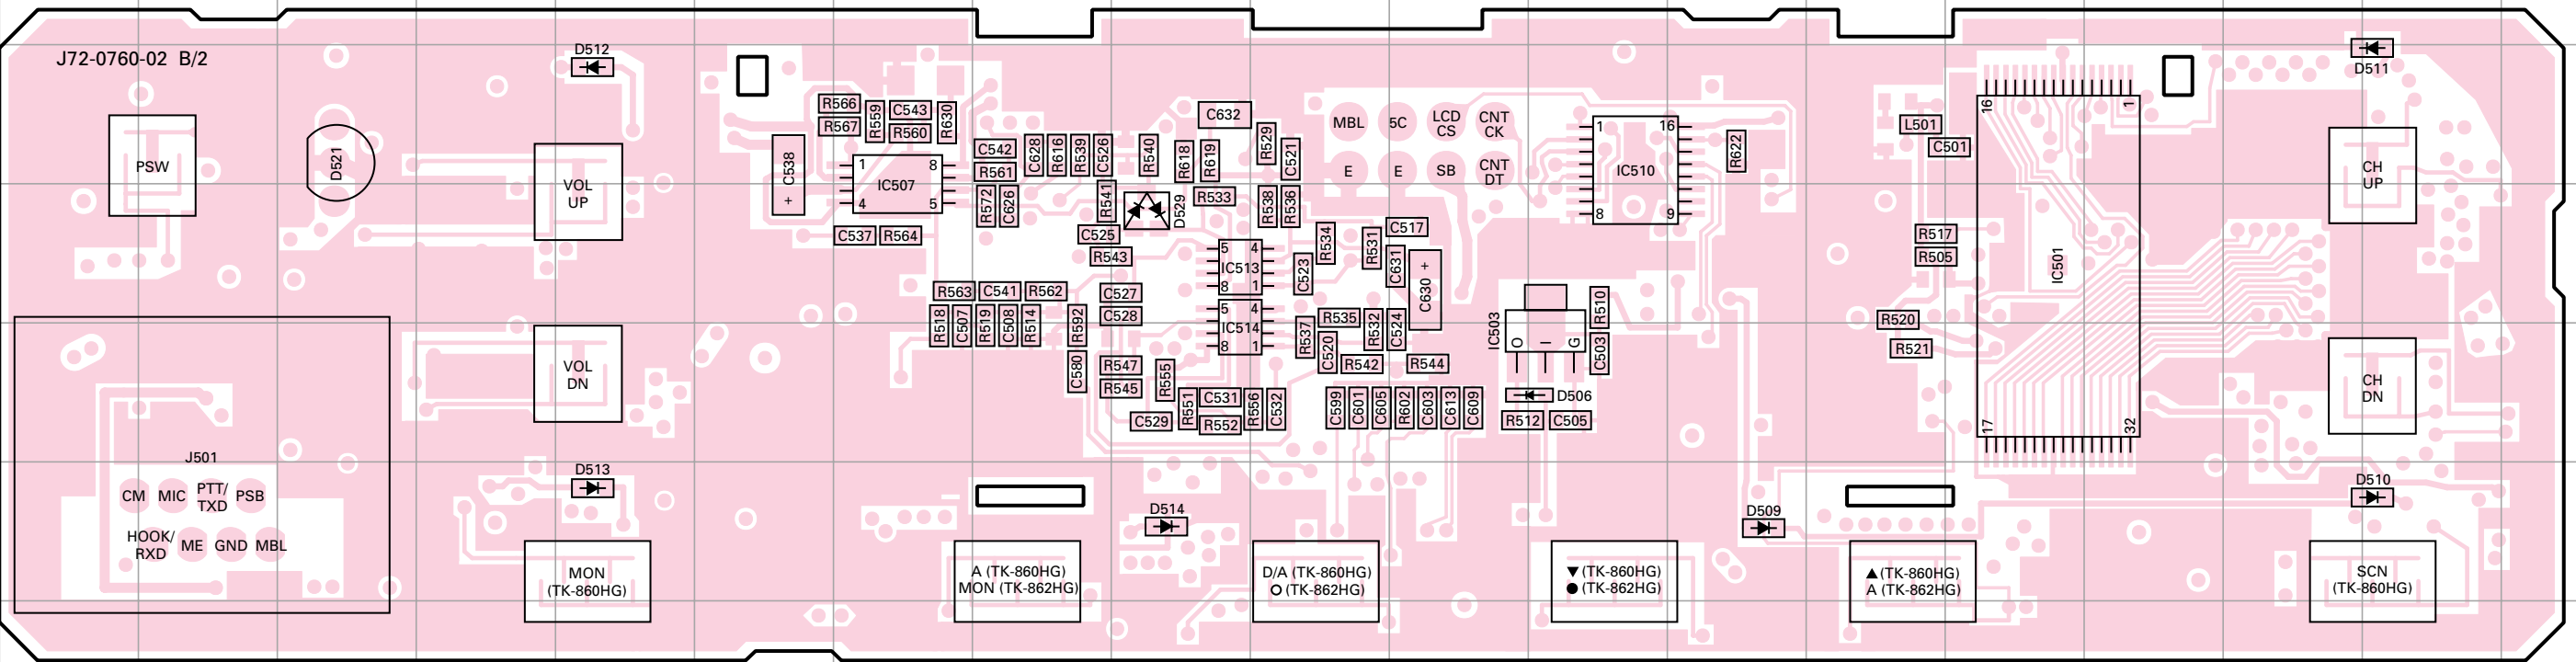 J72-0760-02 B/2
D512
D511
PSW
D521
VOL
UP
C538
+
R566
R567
R559
C543
R560
R630
1
8
IC507
4
5
C537
R564
C542
R561
R572
C626
C628
R616
R539
C526
R541
C525
R543
R540
D529
R618
R619
C632
R533
R529
C521
R538
R536
MBL
5C
LCD
CS
CNT
CK
E
E
SB
CNT
DT
1
16
IC510
8
9
R622
L501
C501
16
1
IC501
17
32
CH
UP
R517
R505
R520
R521
5
4
IC513
8
1
5
4
IC514
8
1
C523
R534
R531
C517
C631
C630
+
R563
C541
R562
R518
C507
R519
C508
R514
R592
C580
C527
C528
R547
R545
R555
C529
R551
C531
R552
R556
C532
R537
R535
C520
R532
C524
R542
R544
C599
C601
C605
R602
C603
C613
C609
IC503
O
I
G
R510
C503
D506
R512
C505
VOL
DN
CH
DN
J501
CM
MIC
PTT/
TXD
PSB
HOOK/
RXD
ME
GND
MBL
D513
D514
D509
D510
MON
(TK-860HG)
A (TK-860HG)
MON (TK-862HG)
D/A (TK-860HG)
O (TK-862HG)
▼(TK-860HG)
●(TK-862HG)
▲(TK-860HG)
A (TK-862HG)
SCN
(TK-860HG)